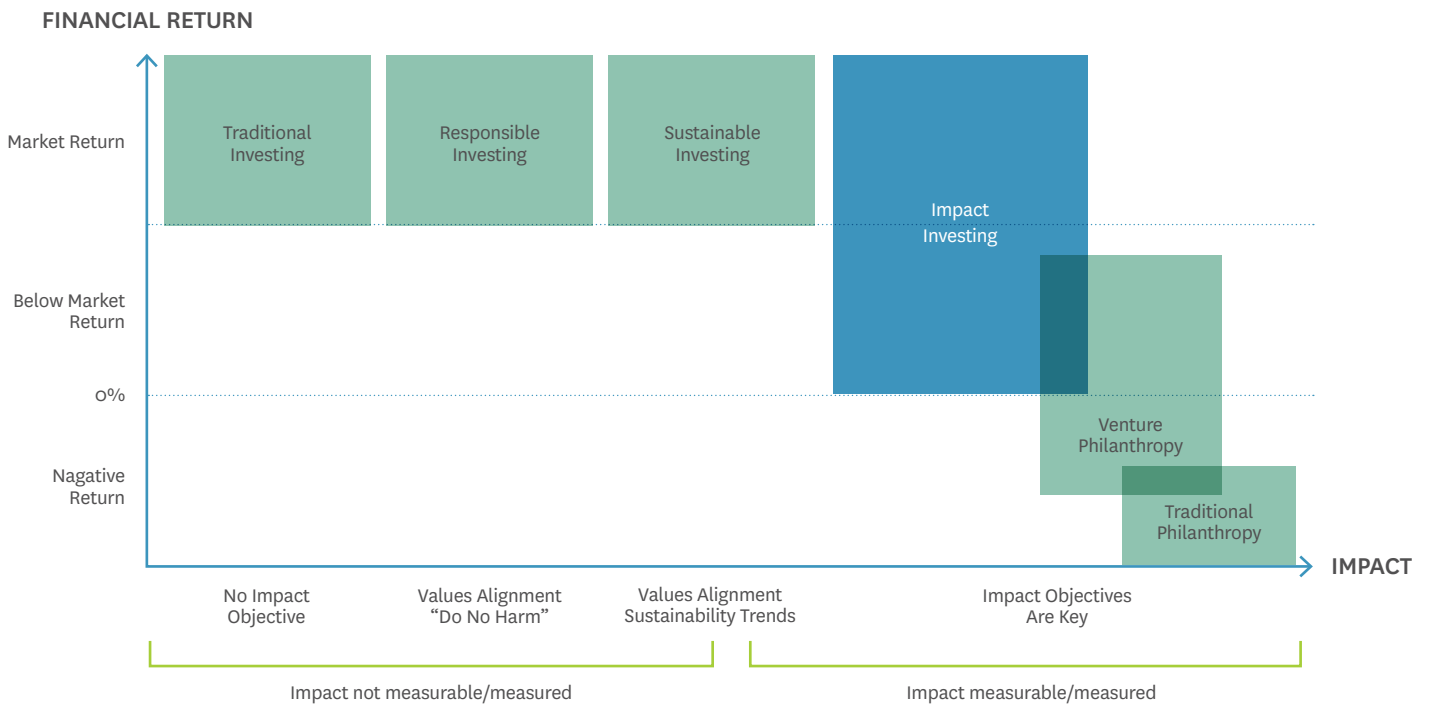 FINANCIAL RETURN
Market Return
Traditional
Investing
Responsible
Investing
Sustainable
Investing
Impact
Investing
Below Market
Return
0%
Venture
Philanthropy
Nagative
Return
Traditional
Philanthropy
IMPACT
No Impact
Objective
Values Alignment
“Do No Harm”
Values Alignment
Sustainability Trends
Impact Objectives
Are Key
Impact not measurable/measured
Impact measurable/measured